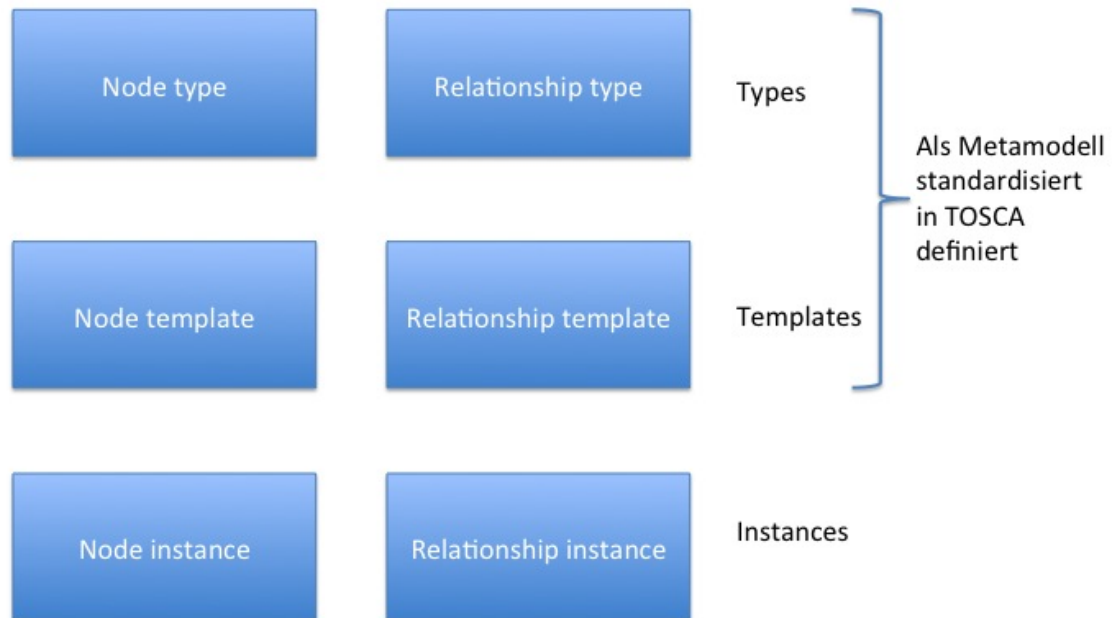 Node type
Relationship type
Types
Als Metamodell
standardisiert
in TOSCA
definiert
Node template
Relationship template
Templates
Node instance
Relationship instance
Instances